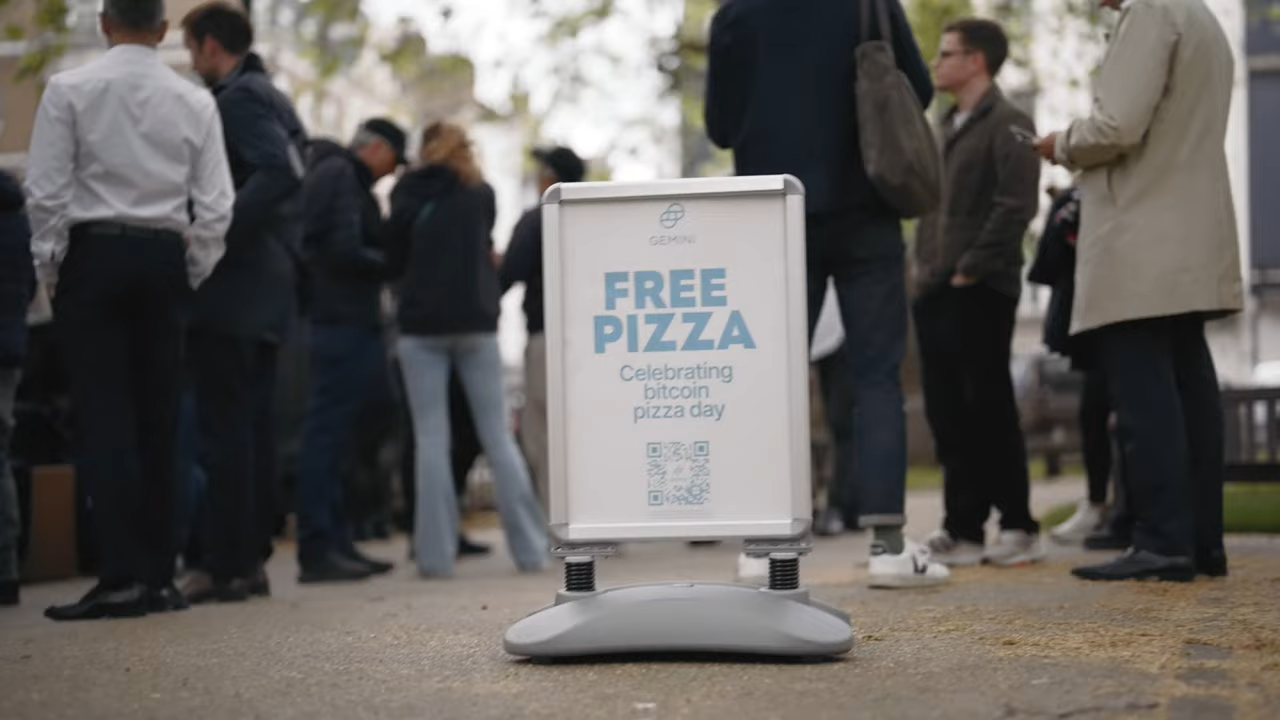 GEMINI
FREE
PIZZA
Celebrating
bitcoin
pizza day